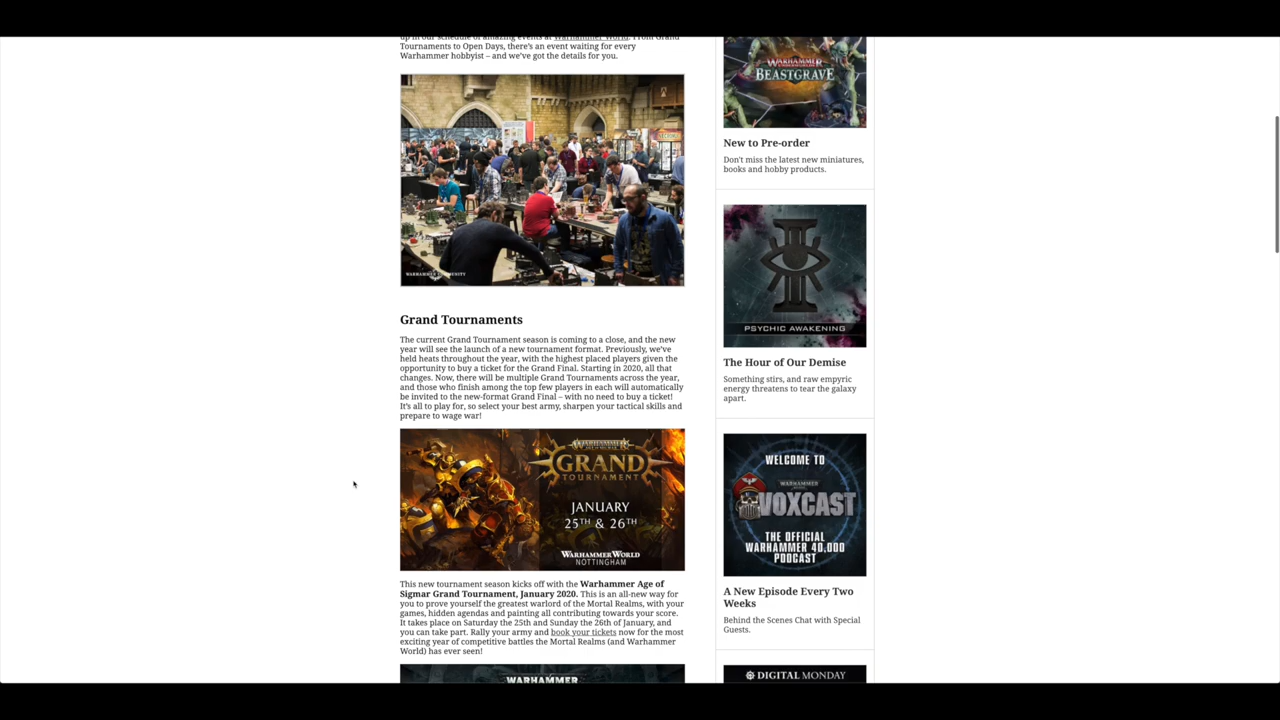 up in our schedule of amazing events at Warhammer World. From Grand
Tournaments to Open Days, there's an event waiting for every
Warhammer hobbyist – and we've got the details for you.
WARHAMMER COMMUNITY
Grand Tournaments
The current Grand Tournament season is coming to a close, and the new
year will see the launch of a new tournament format. Previously, we've
held heats throughout the year, with the highest placed players given the
opportunity to buy a ticket for the Grand Final. Starting in 2020, all that
changes. Now, there will be multiple Grand Tournaments across the year,
and those who finish among the top few players in each will automatically
be invited to the new-format Grand Final – with no need to buy a ticket!
It's all to play for, so select your best army, sharpen your tactical skills and
prepare to wage war!
WARHAMMER
GRAND
TOURNAMENT
JANUARY
25TH & 26TH
WARHAMMER WORLD
NOTTINGHAM
This new tournament season kicks off with the Warhammer Age of
Sigmar Grand Tournament, January 2020. This is an all-new way for
you to prove yourself the greatest warlord of the Mortal Realms, with your
games, hidden agendas and painting all contributing towards your score.
It takes place on Saturday the 25th and Sunday the 26th of January, and
you can take part. Rally your army and book your tickets now for the most
exciting year of competitive battles the Mortal Realms (and Warhammer
World) has ever seen!
WARHAMMER
WARHAMMER
BEASTGRAVE
New to Pre-order
Don't miss the latest new miniatures,
books and hobby products.
PSYCHIC AWAKENING
The Hour of Our Demise
Something stirs, and raw empyric
energy threatens to tear the galaxy
apart.
WELCOME TO
WARHAMMER
VOXCAST
THE OFFICIAL
WARHAMMER 40,000
PODCAST
A New Episode Every Two
Weeks
Behind the Scenes Chat with Special
Guests.
DIGITAL MONDAY